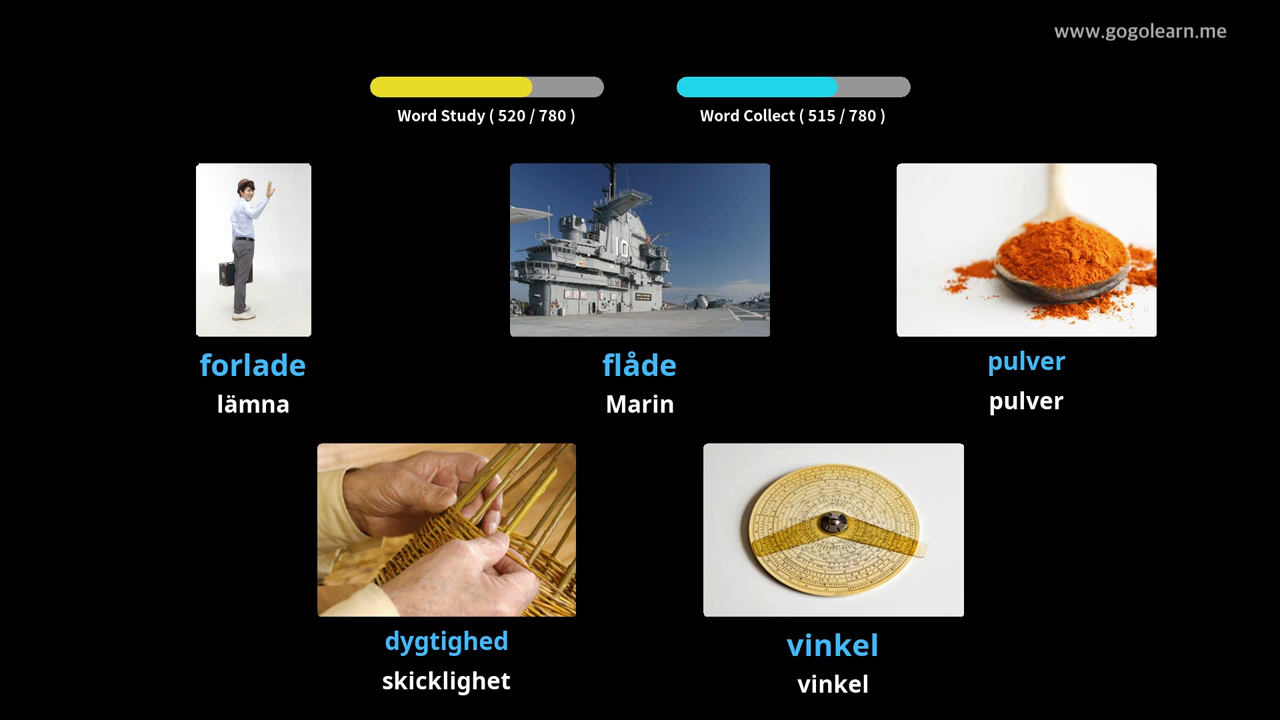 www.gogolearn.me
Word Study ( 520 / 780 )
Word Collect ( 515 / 780 )
forlade
lämna
flåde
Marin
pulver
pulver
dygtighed
skicklighet
vinkel
vinkel